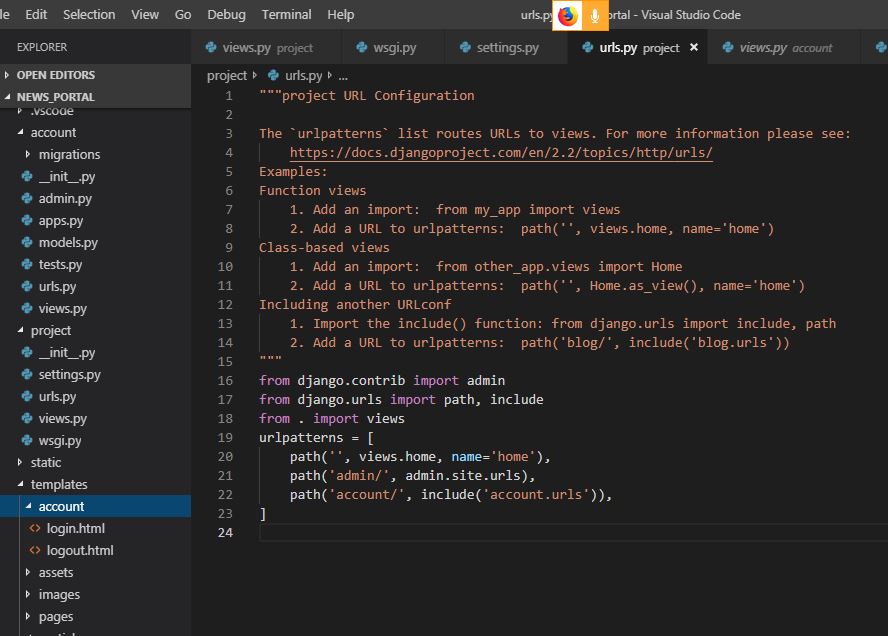 le Edit Selection View Go Debug Terminal Help urls.py ortal - Visual Studio Code
EXPLORER
views.py project wsgi.py settings.py urls.py project × views.py account
OPEN EDITORS
NEWS_PORTAL
.vscode
account
migrations
__init__.py
admin.py
apps.py
models.py
tests.py
urls.py
views.py
project
__init__.py
settings.py
urls.py
views.py
wsgi.py
static
templates
account
login.html
logout.html
assets
images
pages
project urls.py ...
1 """project URL Configuration
2
3 The `urlpatterns` list routes URLs to views. For more information please see:
4 https://docs.djangoproject.com/en/2.2/topics/http/urls/
5 Examples:
6 Function views
7 1. Add an import:  from my_app import views
8 2. Add a URL to urlpatterns:  path('', views.home, name='home')
9 Class-based views
10 1. Add an import:  from other_app.views import Home
11 2. Add a URL to urlpatterns:  path('', Home.as_view(), name='home')
12 Including another URLconf
13 1. Import the include() function: from django.urls import include, path
14 2. Add a URL to urlpatterns:  path('blog/', include('blog.urls'))
15 """
16 from django.contrib import admin
17 from django.urls import path, include
18 from . import views
19 urlpatterns = [
20 path('', views.home, name='home'),
21 path('admin/', admin.site.urls),
22 path('account/', include('account.urls')),
23 ]
24